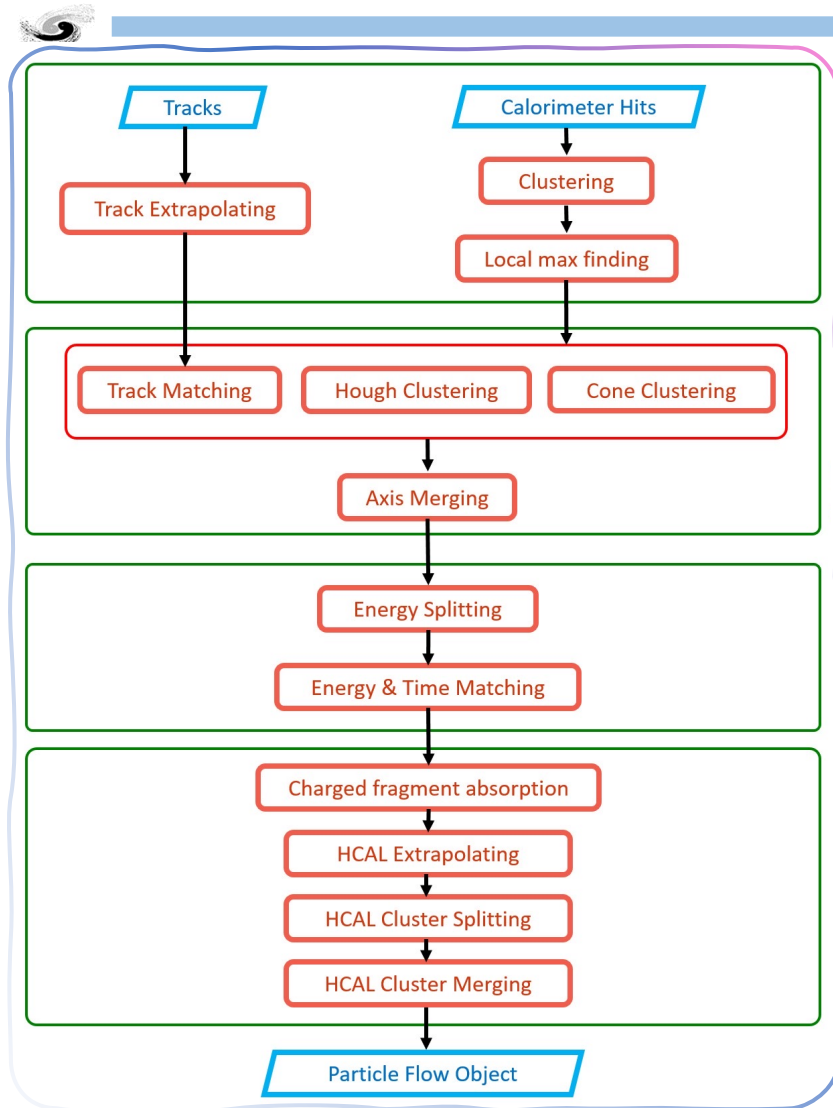 Tracks
Calorimeter Hits
Clustering
Track Extrapolating
Local max finding
Track Matching
Hough Clustering
Cone Clustering
Axis Merging
Energy Splitting
Energy & Time Matching
Charged fragment absorption
HCAL Extrapolating
HCAL Cluster Splitting
HCAL Cluster Merging
Particle Flow Object